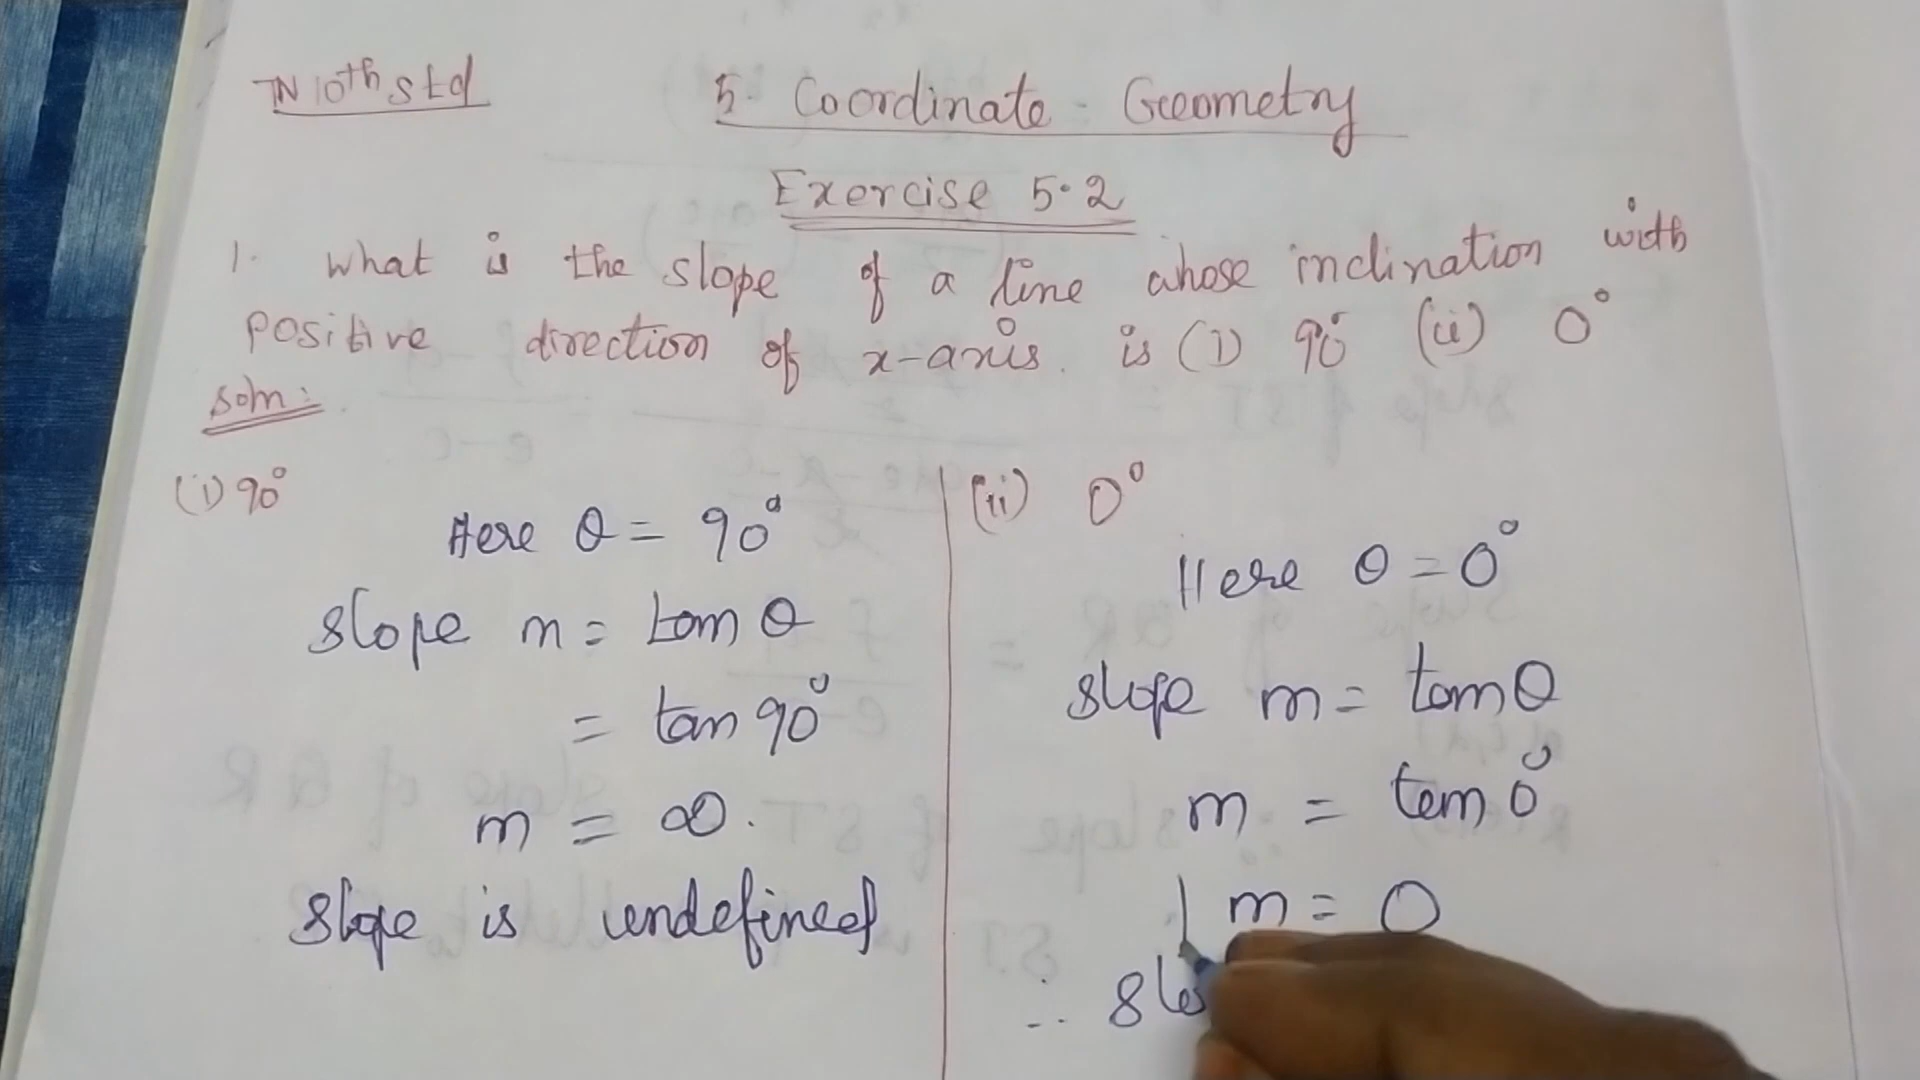 TN 10th std
5. Coordinate Geometry
Exercise 5.2
1. What is the slope of a line whose inclination with
positive direction of x-axis. is (i) 90° (ii) 0°
Soln:
(i) 90°
Here θ = 90°
Slope m = tan θ
= tan 90°
m = ∞.
Slope is undefined
(ii) 0°
Here θ = 0°
Slope m = tan θ
m = tan 0°
m = 0